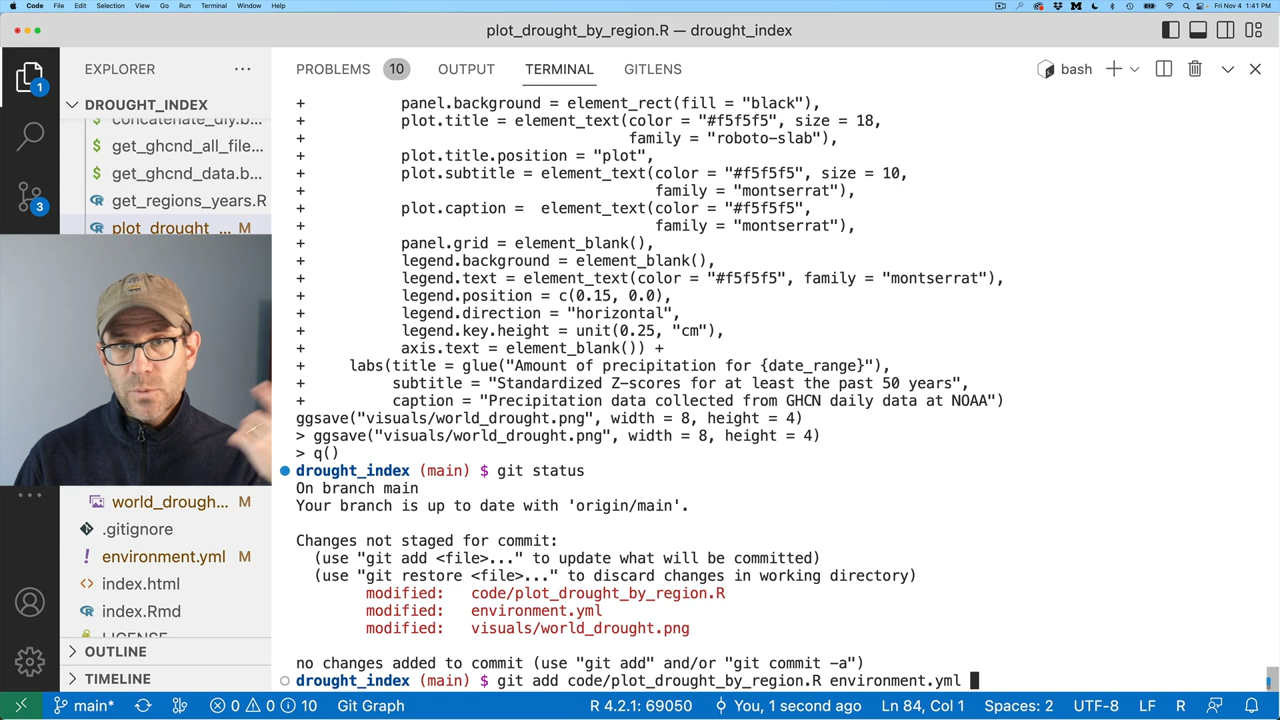 Code File Edit Selection View Go Run Terminal Window Help Fri Nov 4 1:41 PM
plot_drought_by_region.R — drought_index
EXPLORER ...
PROBLEMS 10 OUTPUT TERMINAL GITLENS bash
1
3
DROUGHT_INDEX
concatenate_dly.b...
get_ghcnd_all_file...
get_ghcnd_data.b...
get_regions_years.R
plot_drought_... M
world_drough... M
.gitignore
environment.yml M
index.html
index.Rmd
LICENSE
OUTLINE
TIMELINE
+ panel.background = element_rect(fill = "black"),
+ plot.title = element_text(color = "#f5f5f5", size = 18,
+ family = "roboto-slab"),
+ plot.title.position = "plot",
+ plot.subtitle = element_text(color = "#f5f5f5", size = 10,
+ family = "montserrat"),
+ plot.caption =  element_text(color = "#f5f5f5",
+ family = "montserrat"),
+ panel.grid = element_blank(),
+ legend.background = element_blank(),
+ legend.text = element_text(color = "#f5f5f5", family = "montserrat"),
+ legend.position = c(0.15, 0.0),
+ legend.direction = "horizontal",
+ legend.key.height = unit(0.25, "cm"),
+ axis.text = element_blank()) +
+ labs(title = glue("Amount of precipitation for {date_range}"),
+ subtitle = "Standardized Z-scores for at least the past 50 years",
+ caption = "Precipitation data collected from GHCN daily data at NOAA")
ggsave("visuals/world_drought.png", width = 8, height = 4)
> ggsave("visuals/world_drought.png", width = 8, height = 4)
> q()
drought_index (main) $ git status
On branch main
Your branch is up to date with 'origin/main'.
Changes not staged for commit:
(use "git add <file>..." to update what will be committed)
(use "git restore <file>..." to discard changes in working directory)
modified: code/plot_drought_by_region.R
modified: environment.yml
modified: visuals/world_drought.png
no changes added to commit (use "git add" and/or "git commit -a")
drought_index (main) $ git add code/plot_drought_by_region.R environment.yml
main* 0 0 10 Git Graph R 4.2.1: 69050 You, 1 second ago Ln 84, Col 1 Spaces: 2 UTF-8 LF R